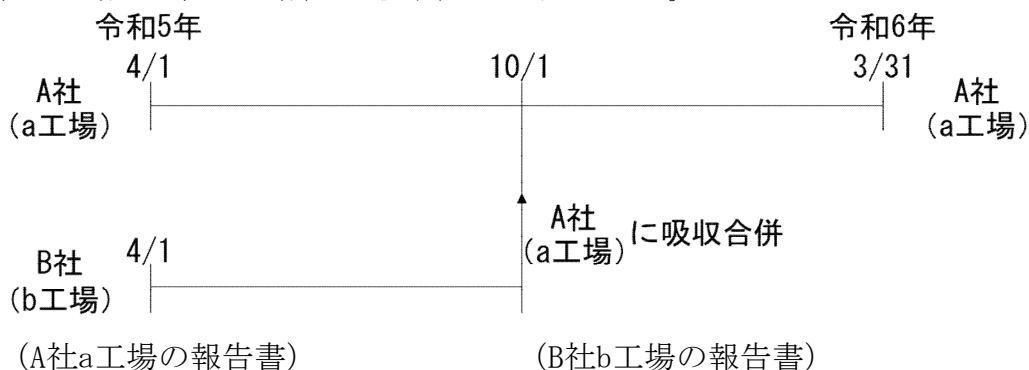 令和5年 令和6年
4/1 10/1 3/31
A社 A社
(a工場) (a工場)
A社
(a工場) に吸収合併
4/1
B社
(b工場)
(A社a工場の報告書) (B社b工場の報告書)